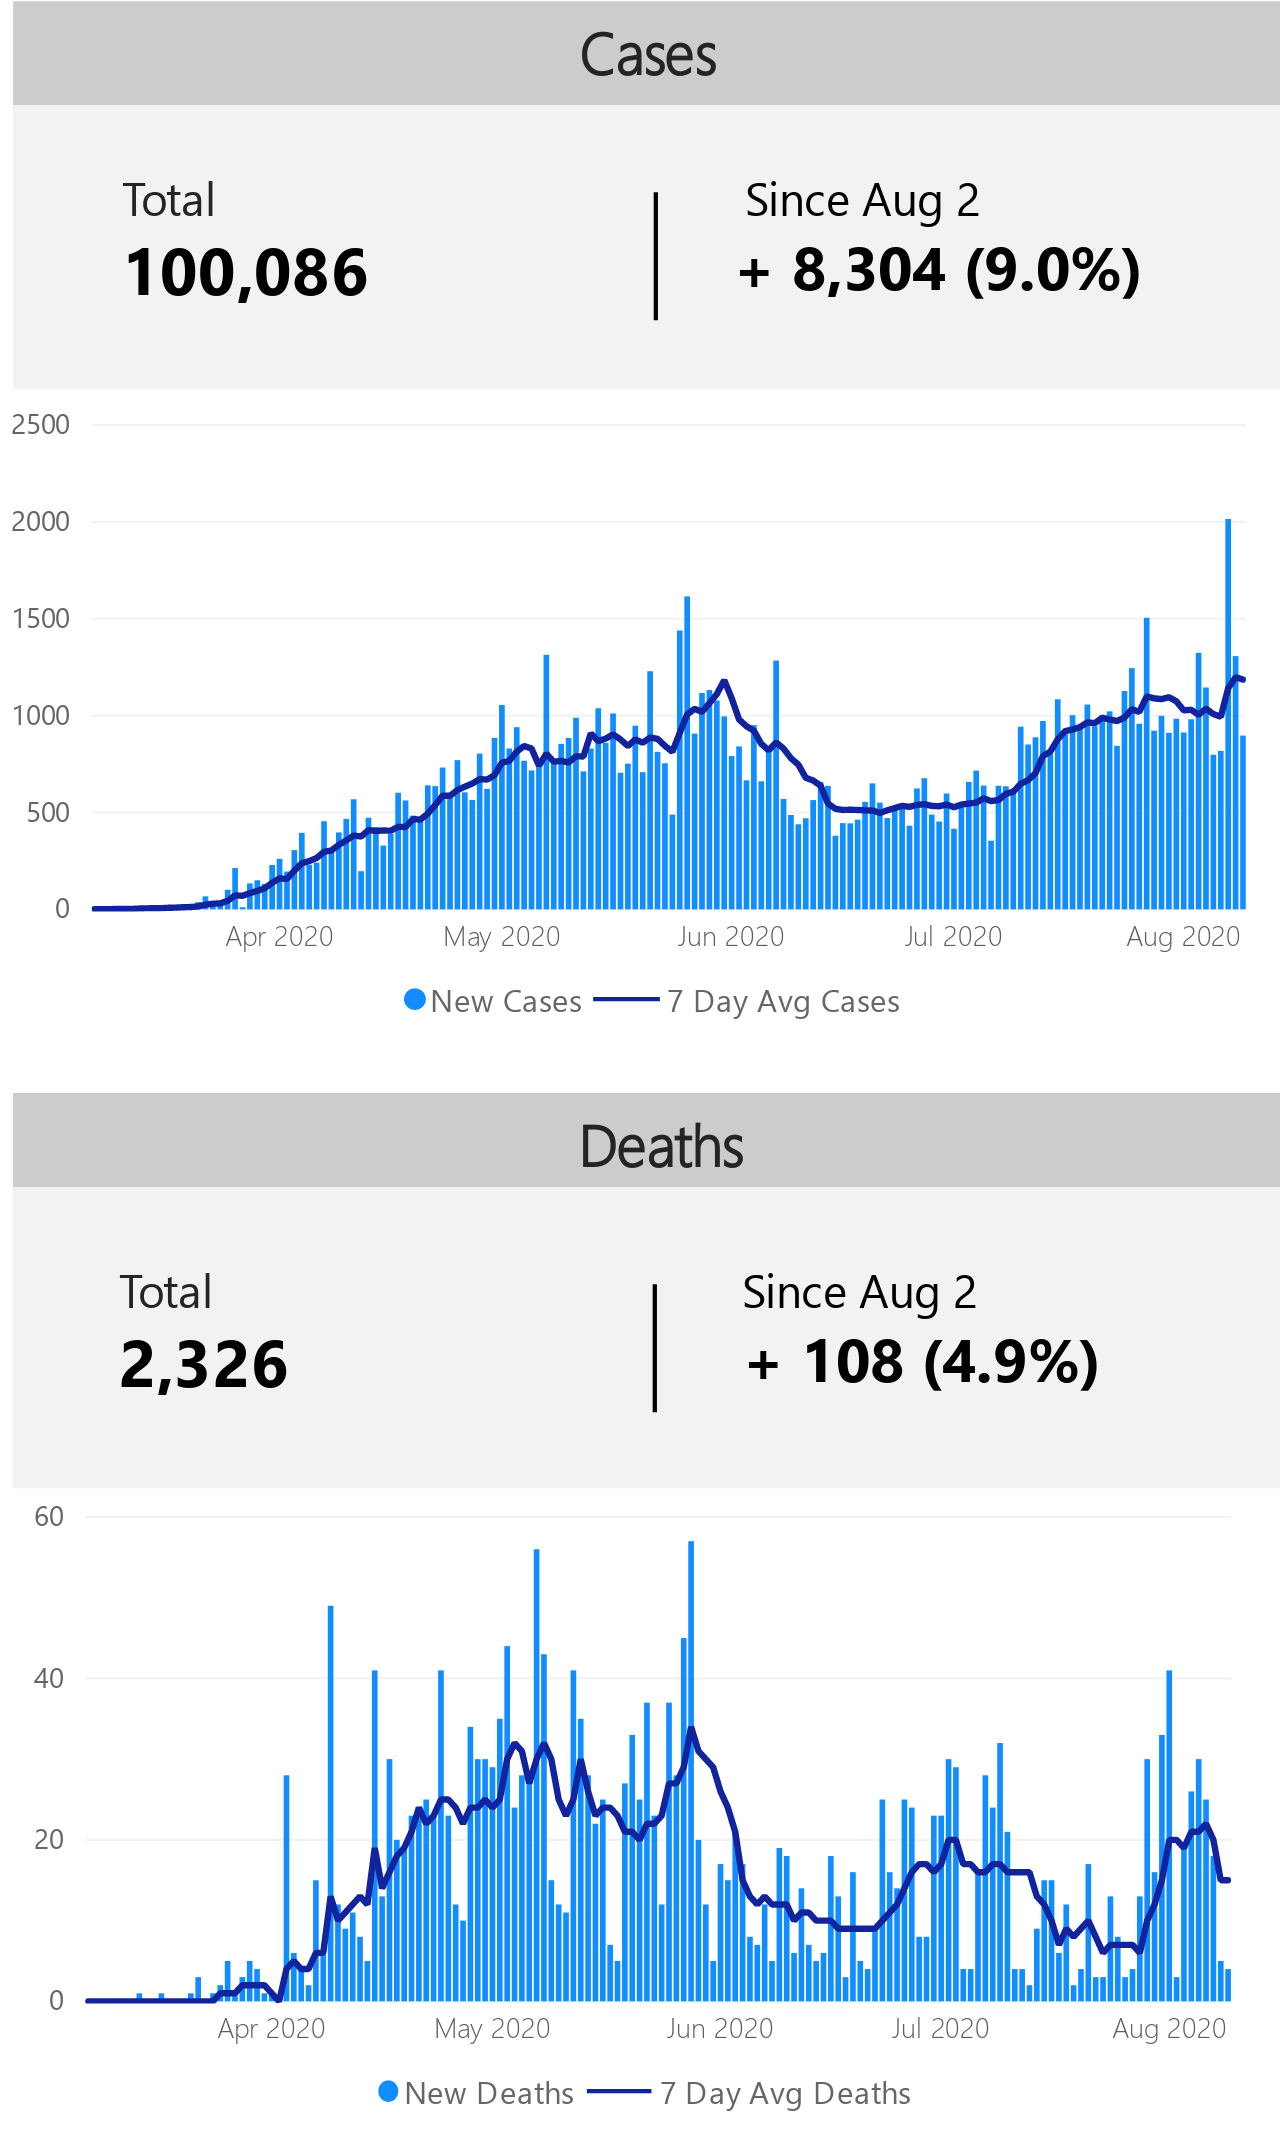 Cases
Total
Since Aug 2
100,086
+ 8,304 (9.0%)
2500
2000
1500
1000
500
0
Apr 2020
May 2020
Jun 2020
Jul 2020
Aug 2020
New Cases
7 Day Avg Cases
Deaths
Total
Since Aug 2
2,326
+ 108 (4.9%)
60
40
20
0
Apr 2020
May 2020
Jun 2020
Jul 2020
Aug 2020
New Deaths
7 Day Avg Deaths